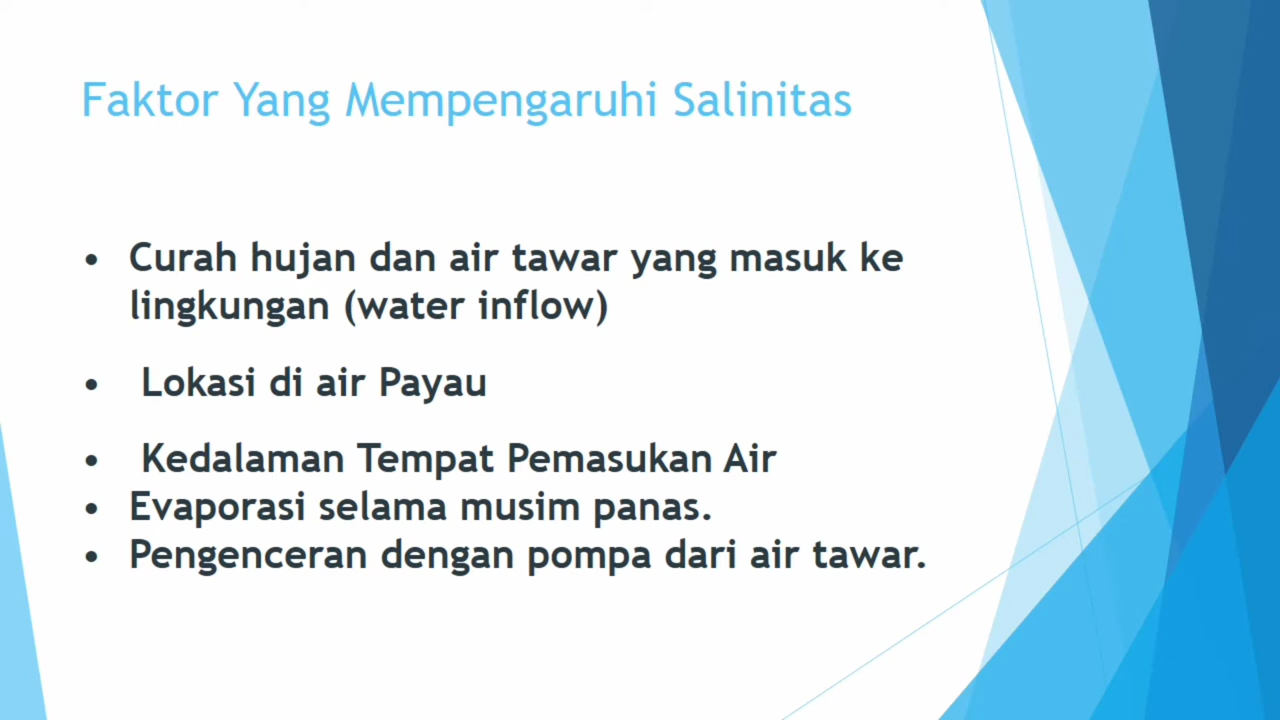 Faktor Yang Mempengaruhi Salinitas
• Curah hujan dan air tawar yang masuk ke
lingkungan (water inflow)
• Lokasi di air Payau
• Kedalaman Tempat Pemasukan Air
• Evaporasi selama musim panas.
• Pengenceran dengan pompa dari air tawar.